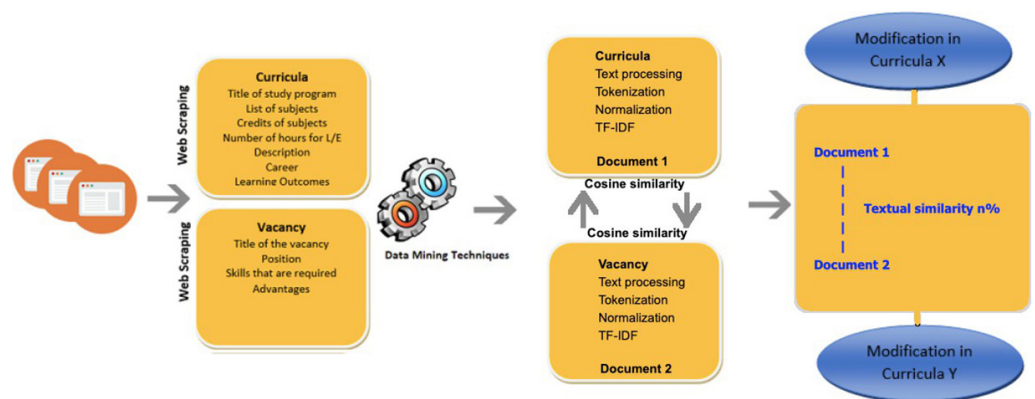 Web Scraping
Curricula
Title of study program
List of subjects
Credits of subjects
Number of hours for L/E
Description
Career
Learning Outcomes
Web Scraping
Vacancy
Title of the vacancy
Position
Skills that are required
Advantages
Data Mining Techniques
Curricula
Text processing
Tokenization
Normalization
TF-IDF
Document 1
Cosine similarity
Cosine similarity
Vacancy
Text processing
Tokenization
Normalization
TF-IDF
Document 2
Modification in
Curricula X
Document 1
Textual similarity n%
Document 2
Modification in
Curricula Y